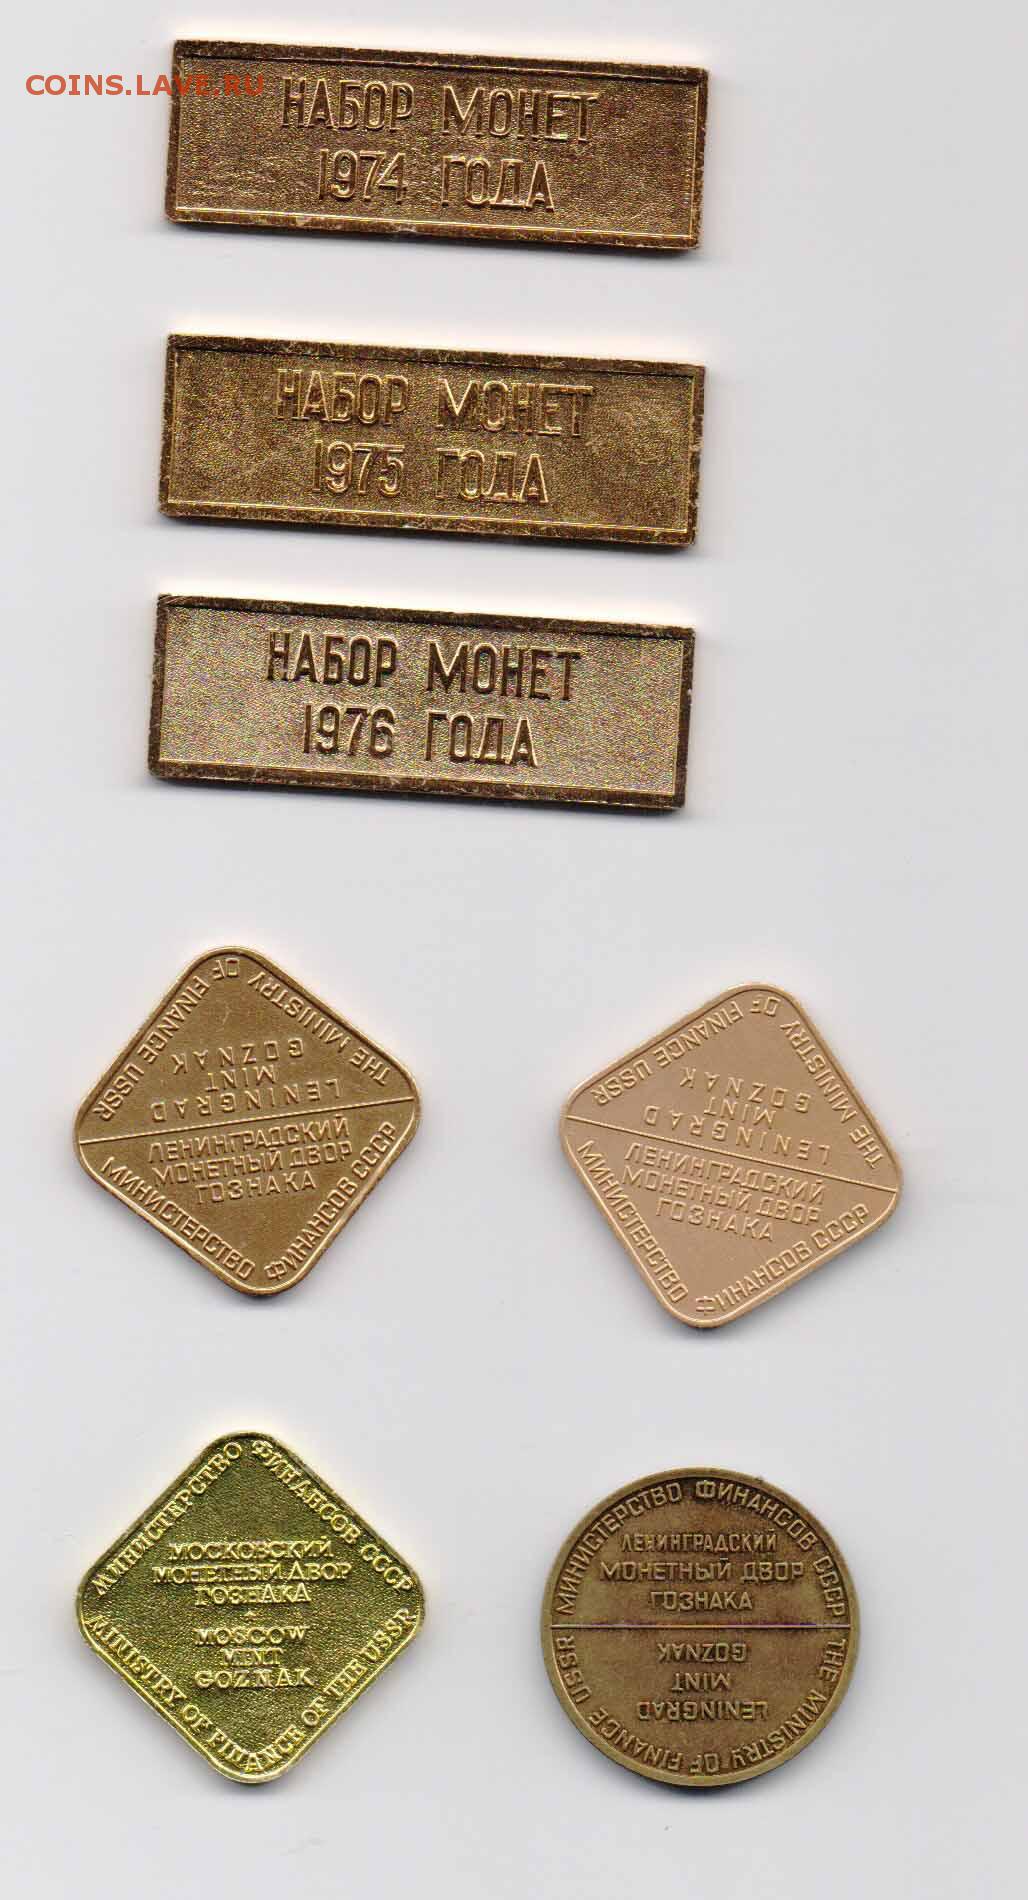 COINS.LAVE.RU
НАБОР МОНЕТ
1974 ГОДА
НАБОР МОНЕТ
1975 ГОДА
НАБОР МОНЕТ
1976 ГОДА
THE MINISTRY OF FINANCE USSR
LENINGRAD
MINT
GOZNAK
ЛЕНИНГРАДСКИЙ
МОНЕТНЫЙ ДВОР
ГОЗНАКА
МИНИСТЕРСТВО ФИНАНСОВ СССР
THE MINISTRY OF FINANCE USSR
LENINGRAD
MINT
GOZNAK
ЛЕНИНГРАДСКИЙ
МОНЕТНЫЙ ДВОР
ГОЗНАКА
МИНИСТЕРСТВО ФИНАНСОВ СССР
МИНИСТЕРСТВО ФИНАНСОВ СССР
МОСКОВСКИЙ
МОНЕТНЫЙ ДВОР
ГОЗНАКА
MOSCOW
MINT
GOZNAK
MINISTRY OF FINANCE OF THE USSR
МИНИСТЕРСТВО ФИНАНСОВ СССР
ЛЕНИНГРАДСКИЙ
МОНЕТНЫЙ ДВОР
ГОЗНАКА
LENINGRAD
MINT
GOZNAK
THE MINISTRY OF FINANCE USSR